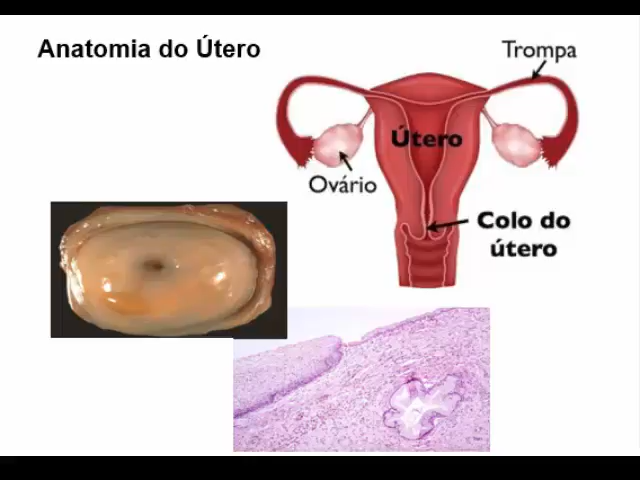 Anatomia do Útero
Trompa
Útero
Ovário
Colo do
útero